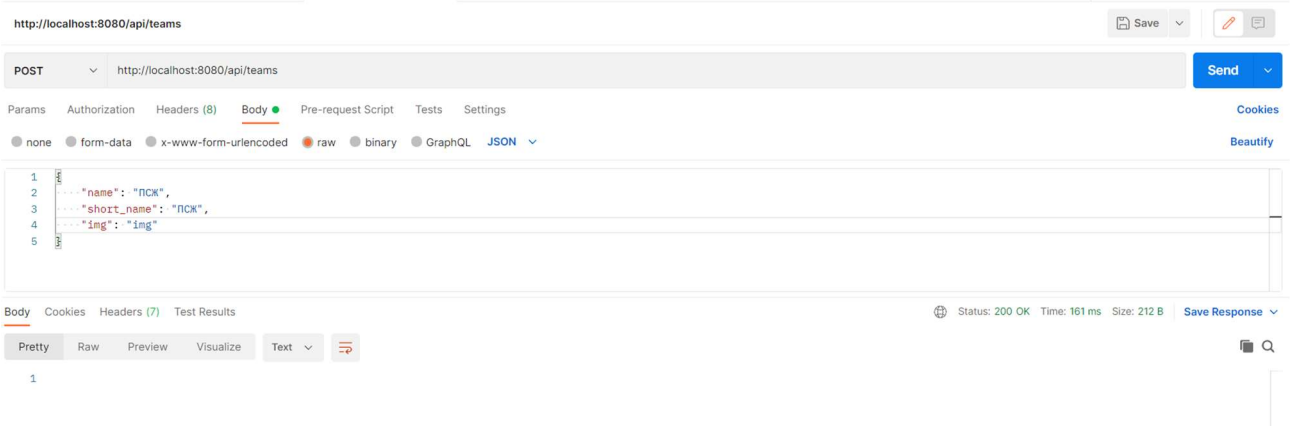 http://localhost:8080/api/teams
Save
POST http://localhost:8080/api/teams Send
Params Authorization Headers (8) Body Pre-request Script Tests Settings Cookies
none form-data x-www-form-urlencoded raw binary GraphQL JSON Beautify
1 {
2 "name": "ПСЖ",
3 "short_name": "ПСЖ",
4 "img": "img"
5 }
Body Cookies Headers (7) Test Results Status: 200 OK Time: 161 ms Size: 212 B Save Response
Pretty Raw Preview Visualize Text
1